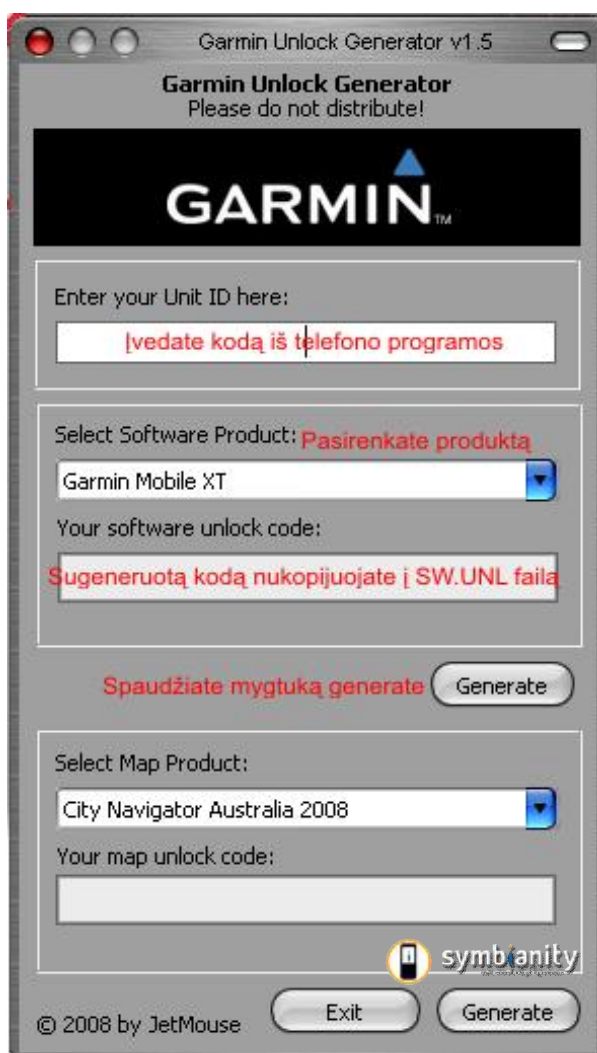 Garmin Unlock Generator v1.5
Garmin Unlock Generator
Please do not distribute!
GARMIN™
Enter your Unit ID here:
Įvedate kodą iš telefono programos
Select Software Product: Pasirenkate produktą
Garmin Mobile XT
Your software unlock code:
Sugeneruotą kodą nukopijuojate į SW.UNL failą
Spaudžiate mygtuką generate Generate
Select Map Product:
City Navigator Australia 2008
Your map unlock code:
symbianity
© 2008 by JetMouse Exit Generate